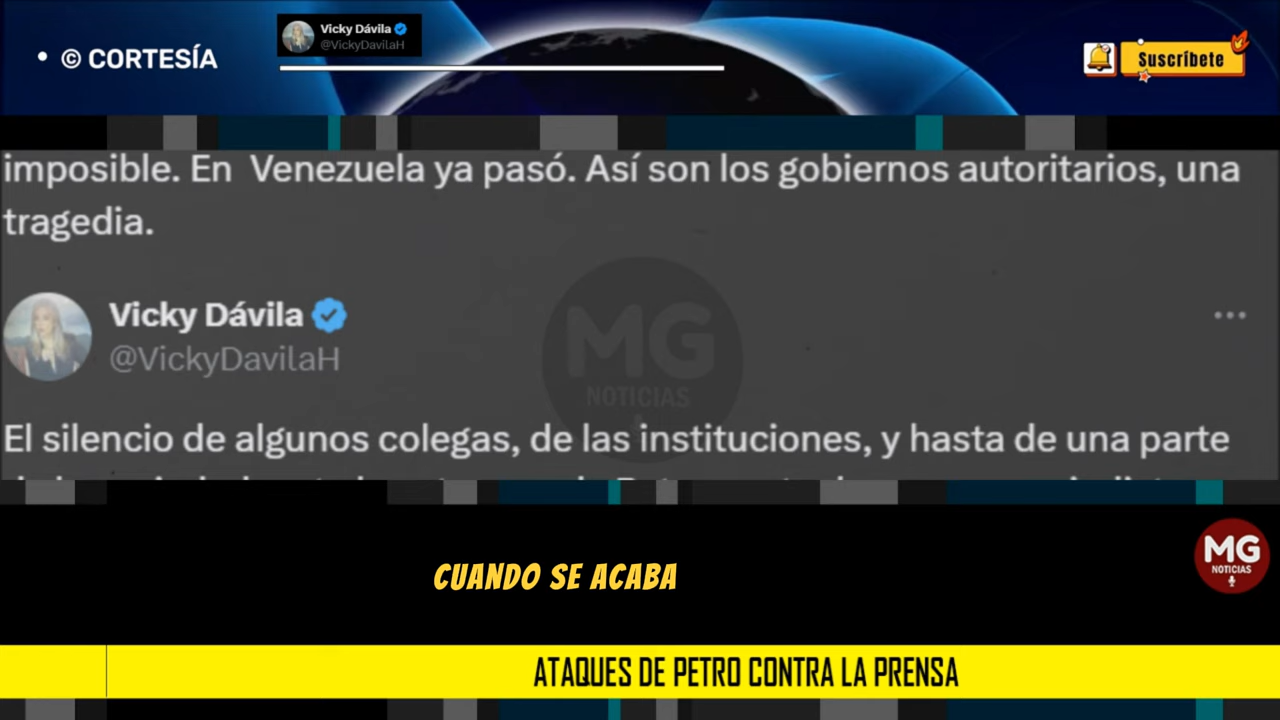 • © CORTESÍA
Vicky Dávila
@VickyDavilaH
Suscríbete
imposible. En Venezuela ya pasó. Así son los gobiernos autoritarios, una
tragedia.
Vicky Dávila
@VickyDavilaH
MG
NOTICIAS
El silencio de algunos colegas, de las instituciones, y hasta de una parte
CUANDO SE ACABA
MG
NOTICIAS
ATAQUES DE PETRO CONTRA LA PRENSA